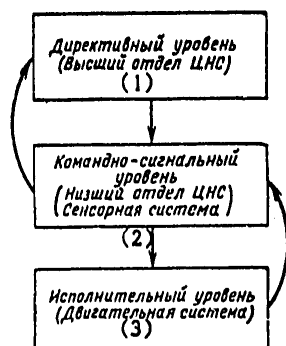 Директивный уровень
(Высший отдел ЦНС)
(1)
Командно-сигнальный
уровень
(Низший отдел ЦНС)
(Сенсорная система)
(2)
Исполнительный уровень
(Двигательная система)
(3)